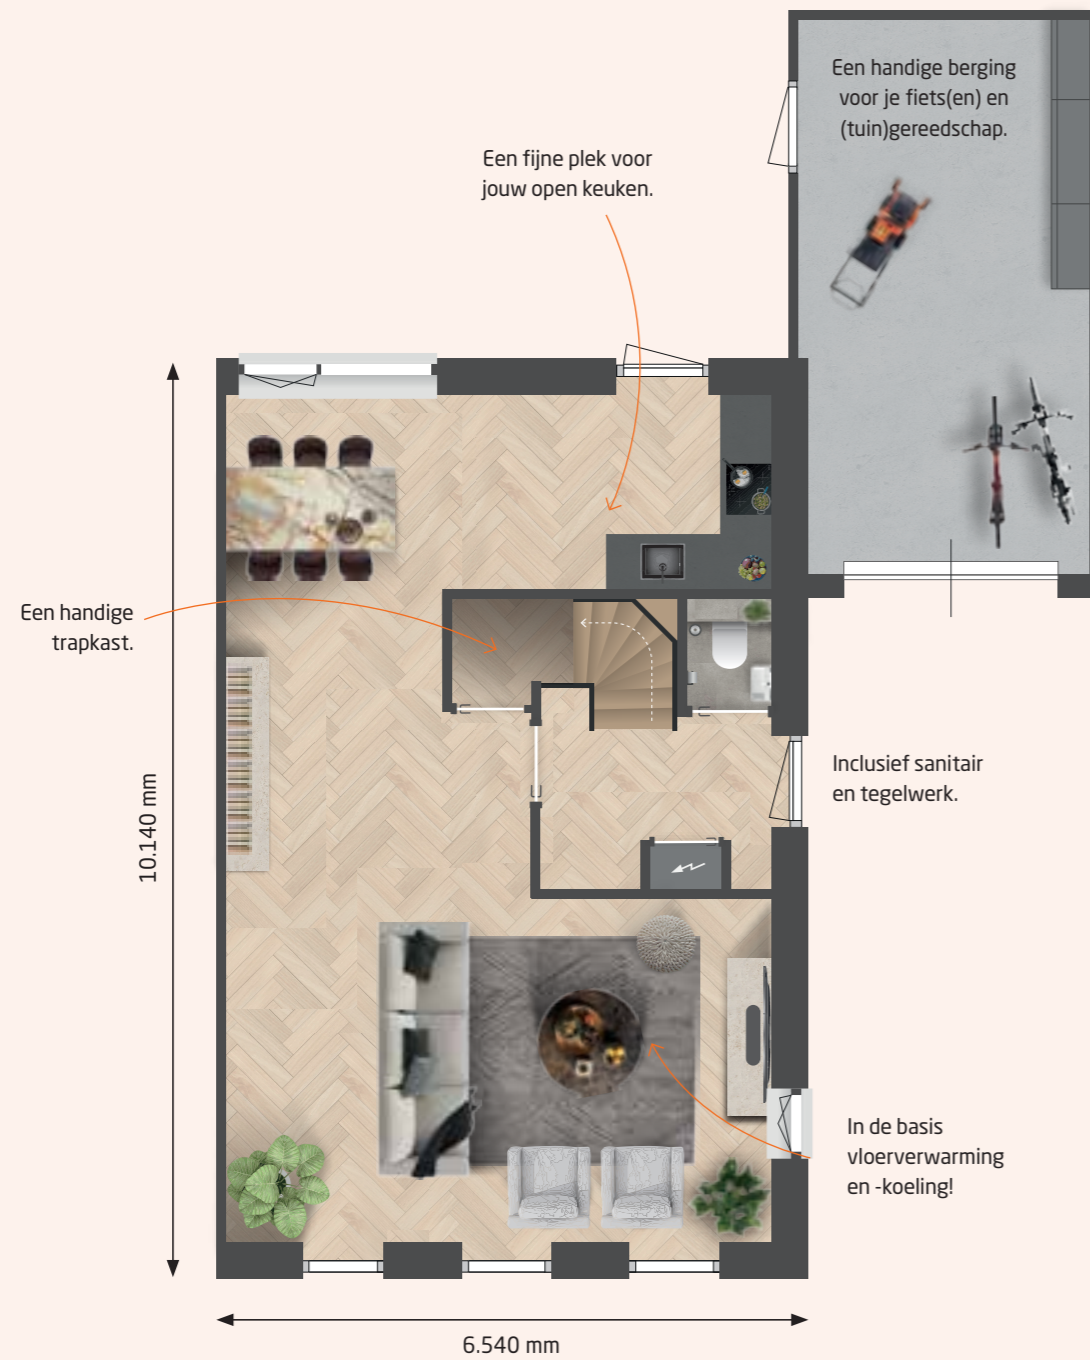 Een handige berging
voor je fiets(en) en
(tuin)gereedschap.
Een fijne plek voor
jouw open keuken.
Een handige
trapkast.
Inclusief sanitair
en tegelwerk.
10.140 mm
In de basis
vloerverwarming
en -koeling!
6.540 mm